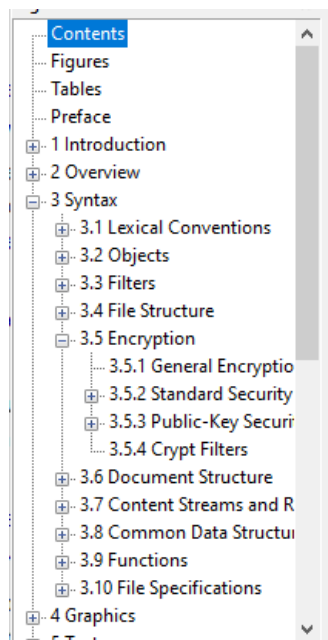 Contents
Figures
Tables
Preface
1 Introduction
2 Overview
3 Syntax
3.1 Lexical Conventions
3.2 Objects
3.3 Filters
3.4 File Structure
3.5 Encryption
3.5.1 General Encryptio
3.5.2 Standard Security
3.5.3 Public-Key Securi
3.5.4 Crypt Filters
3.6 Document Structure
3.7 Content Streams and R
3.8 Common Data Structu
3.9 Functions
3.10 File Specifications
4 Graphics